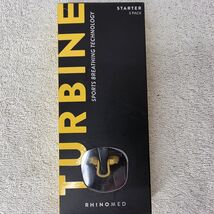 STARTER
3 PACK
TURBINE
SPORTS BREATHING TECHNOLOGY
RHINOMED